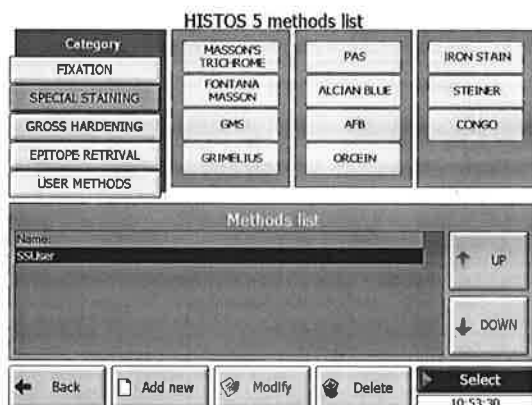 HISTOS 5 methods list
Category
FIXATION
SPECIAL STAINING
GROSS HARDENING
EPITOPE RETRIVAL
USER METHODS
MASSON'S
TRICHROME
FONTANA
MASSON
GMS
GRIMELIUS
PAS
ALCIAN BLUE
AFB
ORCEIN
IRON STAIN
STEINER
CONGO
Methods list
Name:
SSUser
UP
DOWN
Back
Add new
Modify
Delete
Select
10:53:30